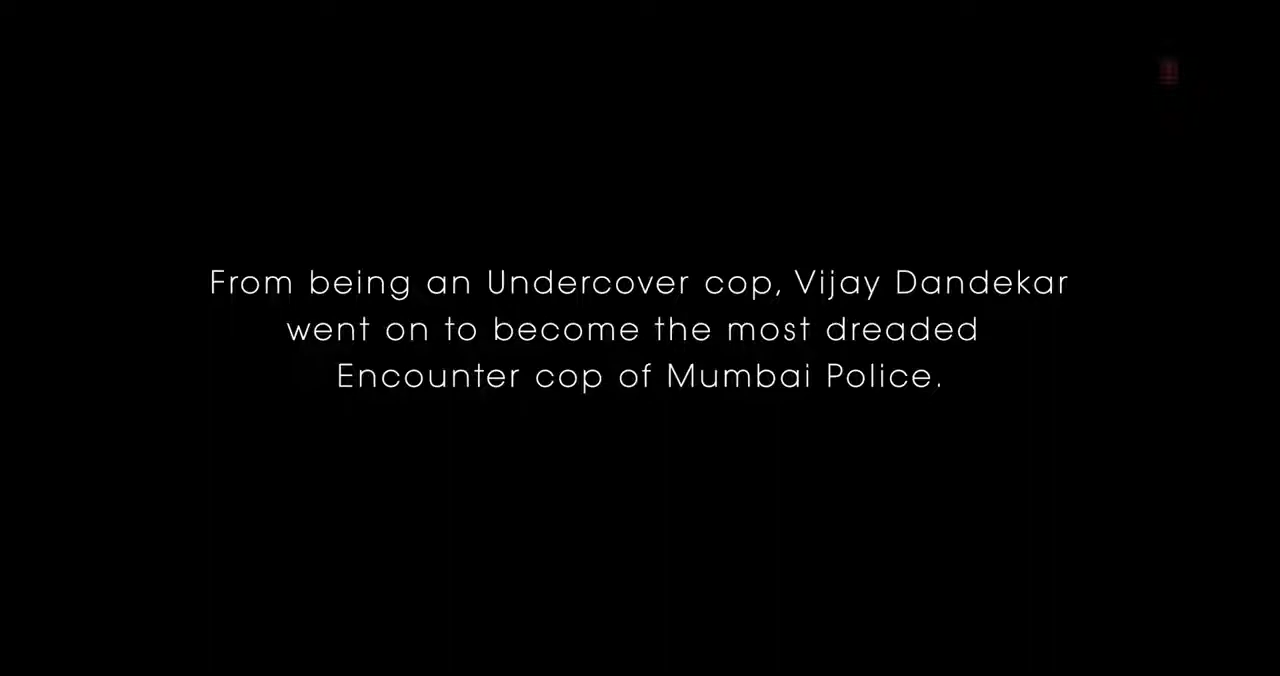 From being an Undercover cop, Vijay Dandekar
went on to become the most dreaded
Encounter cop of Mumbai Police.